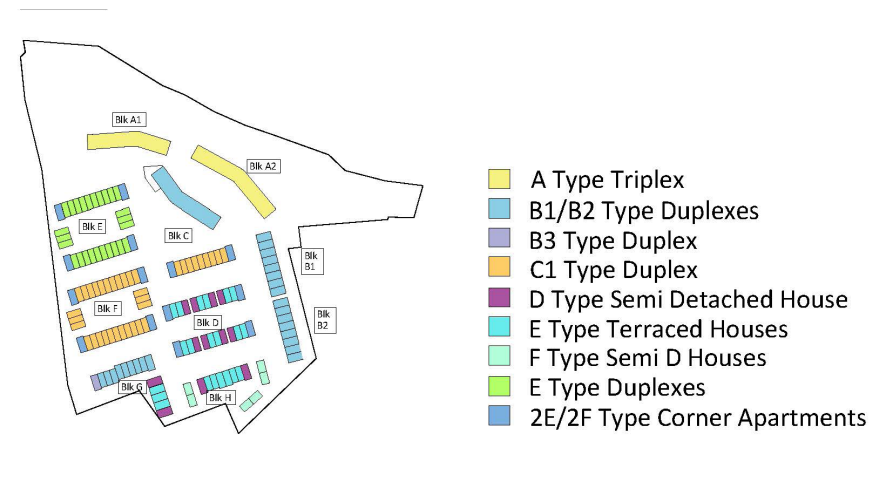 Blk A1
Blk A2
Blk E
Blk C
Blk
B1
Blk F
Blk D
Blk
B2
Blk G
Blk H
A Type Triplex
B1/B2 Type Duplexes
B3 Type Duplex
C1 Type Duplex
D Type Semi Detached House
E Type Terraced Houses
F Type Semi D Houses
E Type Duplexes
2E/2F Type Corner Apartments